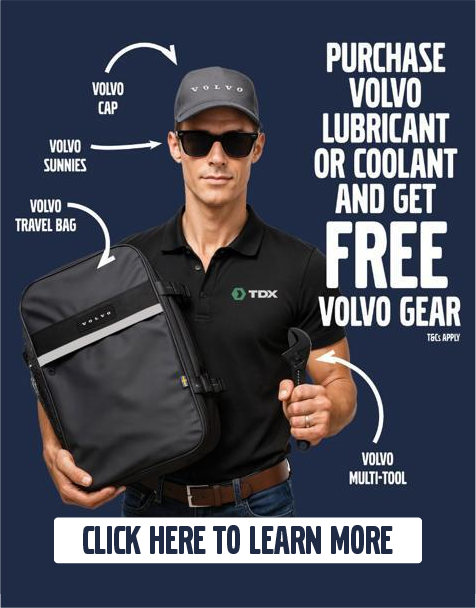 PURCHASE
VOLVO
LUBRICANT
OR COOLANT
AND GET
FREE
VOLVO GEAR
T&Cs APPLY
VOLVO
CAP
VOLVO
SUNNIES
VOLVO
TRAVEL BAG
VOLVO
VOLVO
TDX
VOLVO
MULTI-TOOL
CLICK HERE TO LEARN MORE